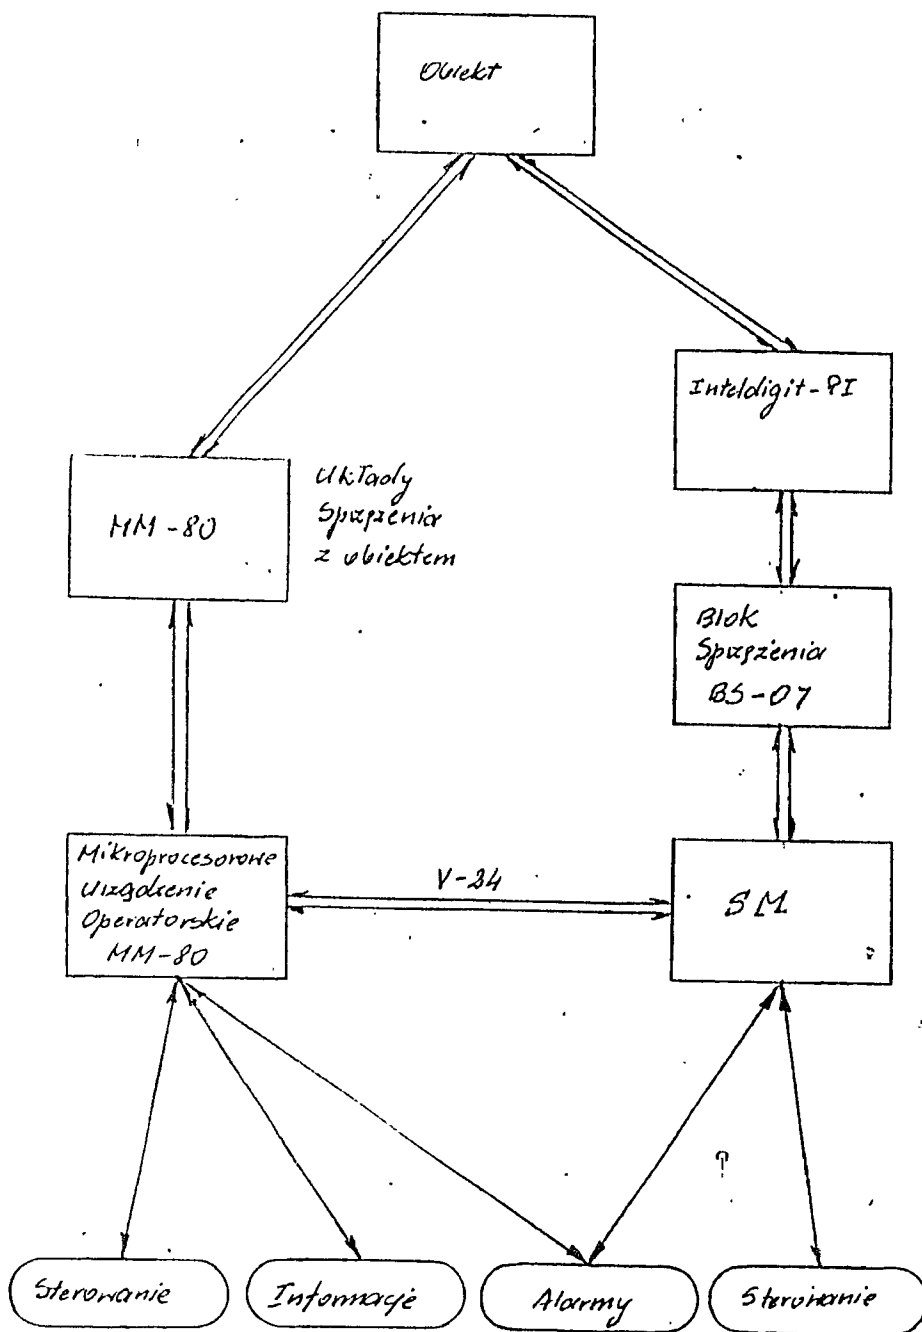 Obiekt
Inteldigit-PI
MM-80
Układy
Sprzężenia
z obiektem
Blok
Sprzężenia
BS-07
Mikroprocesorowe
Urządzenie
Operatorskie
MM-80
V-24
SM
Sterowanie
Informacje
Alarmy
Sterowanie